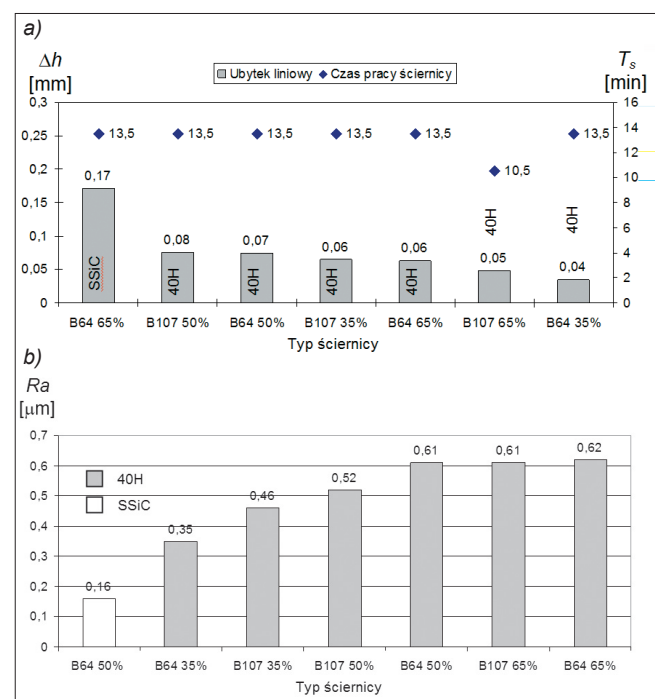 a)
Δh
[mm]
Ubytek liniowy Czas pracy ściernicy
T_s
[min]
0,3
0,25
0,2
0,15
0,1
0,05
0
16
14
12
10
8
6
4
2
0
13,5 13,5 13,5 13,5 13,5 10,5 13,5
0,17 0,08 0,07 0,06 0,06 0,05 0,04
SSiC 40H 40H 40H 40H 40H 40H
B64 65% B107 50% B64 50% B107 35% B64 65% B107 65% B64 35%
Typ ściernicy
b)
Ra
[μm]
0,7
0,6
0,5
0,4
0,3
0,2
0,1
0
40H
SSiC
0,16 0,35 0,46 0,52 0,61 0,61 0,62
B64 50% B64 35% B107 35% B107 50% B64 50% B107 65% B64 65%
Typ ściernicy